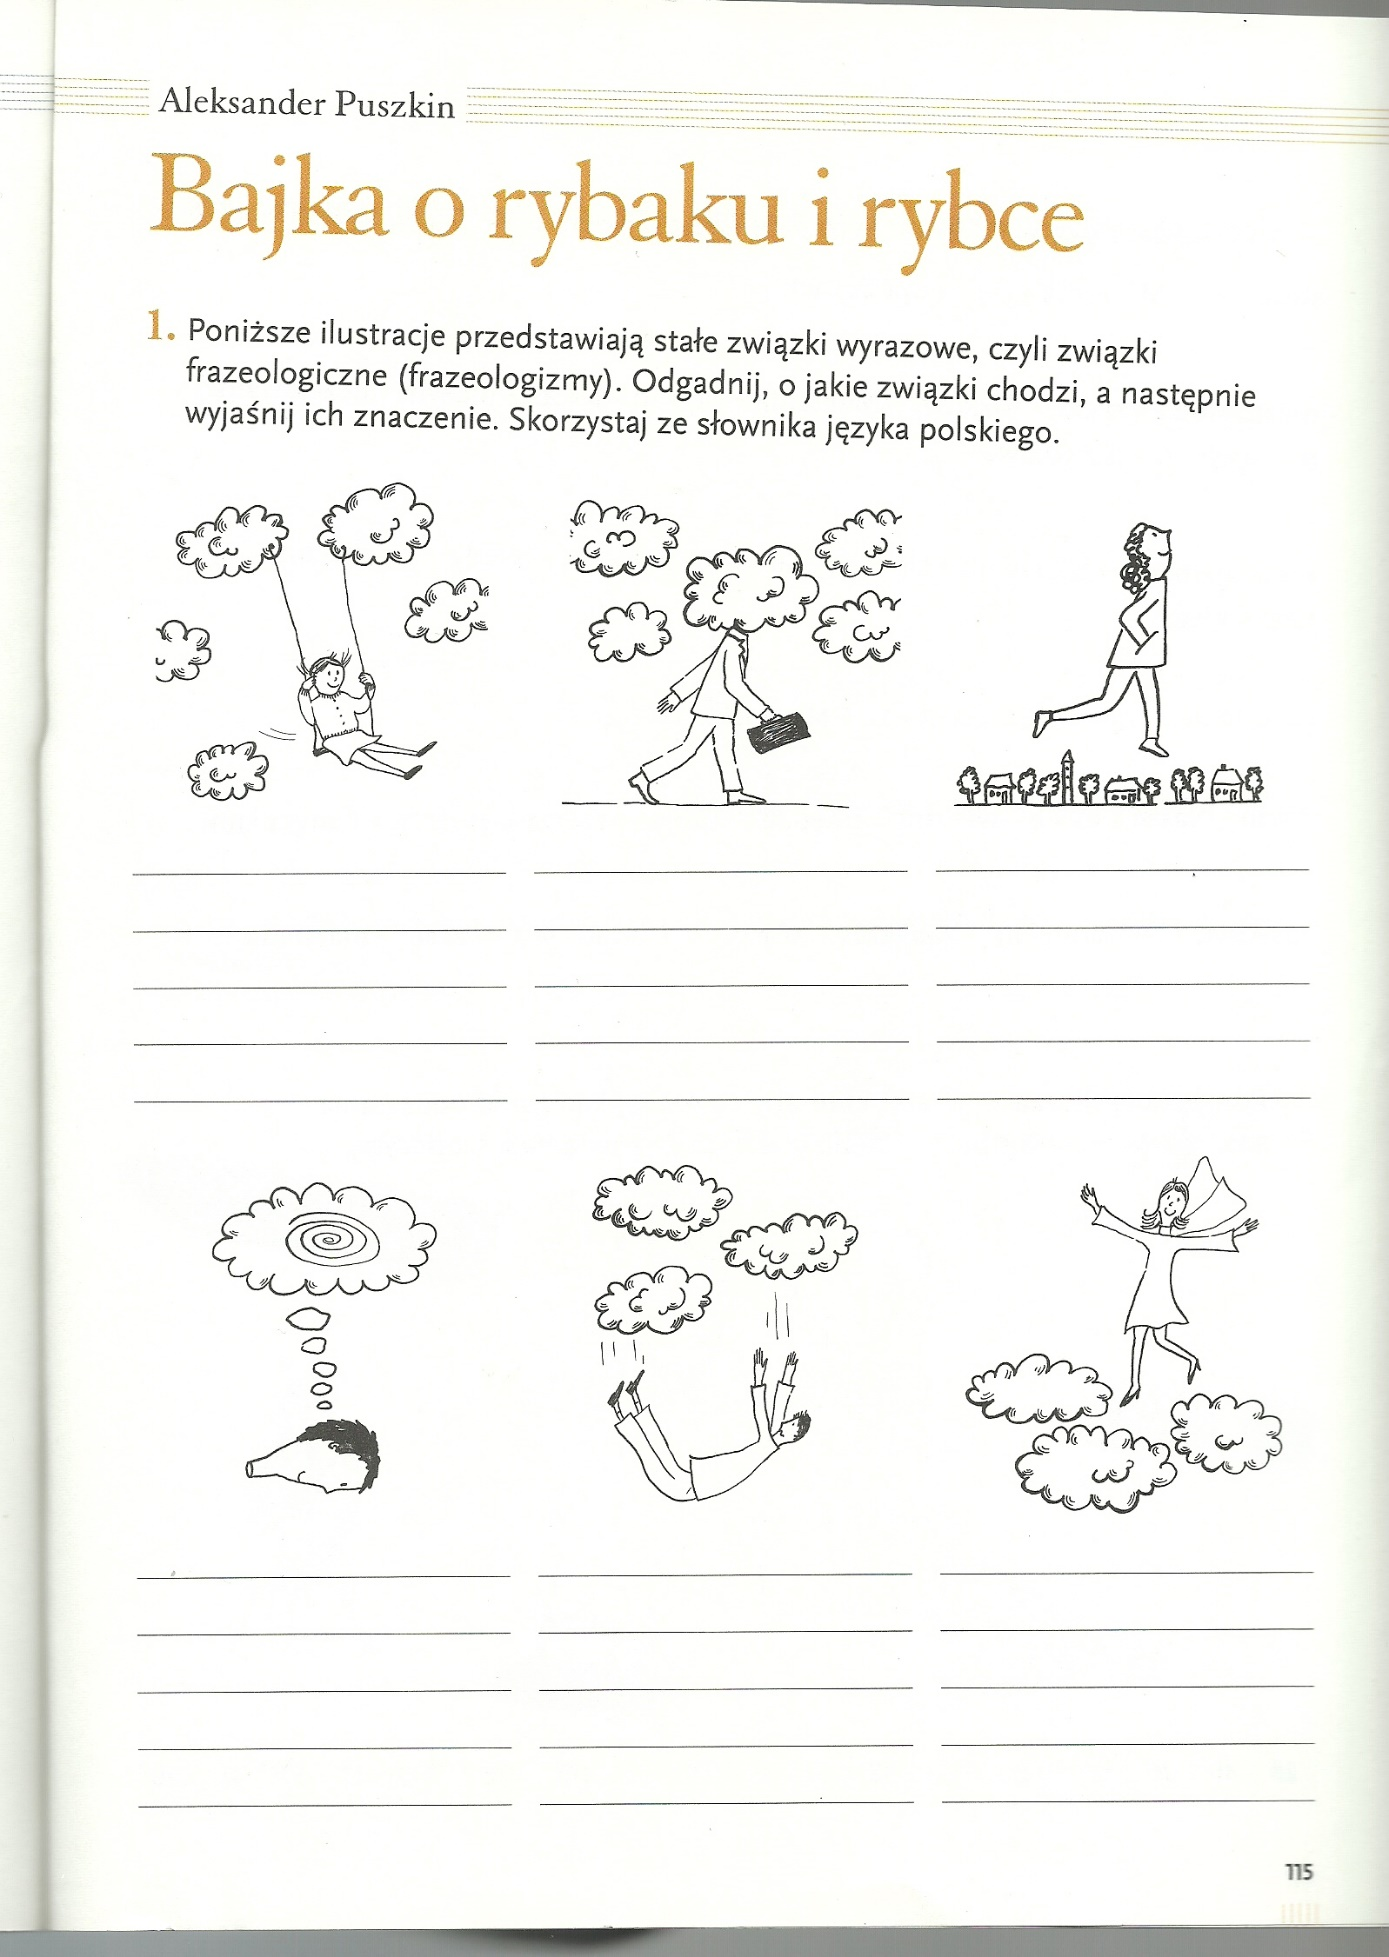 Aleksander Puszkin
Bajka o rybaku i rybce
1. Poniższe ilustracje przedstawiają stałe związki wyrazowe, czyli związki
frazeologiczne (frazeologizmy). Odgadnij, o jakie związki chodzi, a następnie
wyjaśnij ich znaczenie. Skorzystaj ze słownika języka polskiego.
115